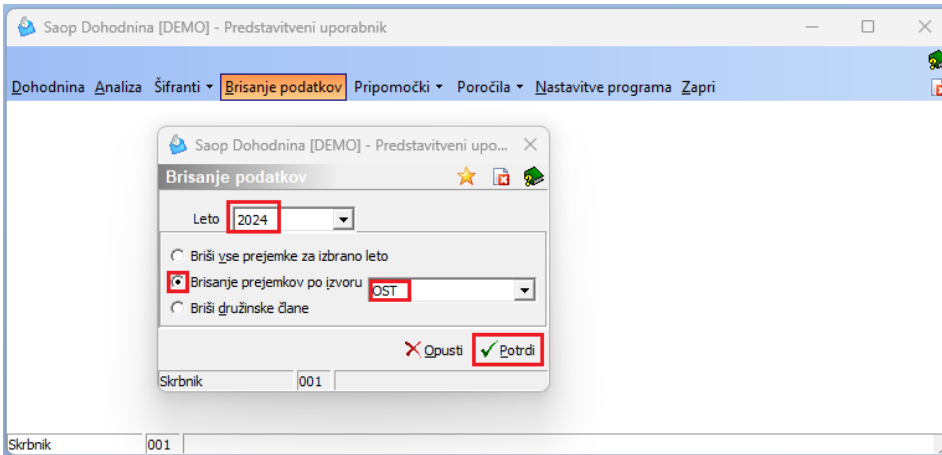 Saop Dohodnina [DEMO] - Predstavitveni uporabnik
Dohodnina Analiza Šifranti Brisanje podatkov Pripomočki Poročila Nastavitve programa Zapri
Saop Dohodnina [DEMO] - Predstavitveni upo...
Brisanje podatkov
Leto 2024
Briši vse prejemke za izbrano leto
Brisanje prejemkov po izvoru OST
Briši družinske člane
Opusti Potrdi
Skrbnik 001
Skrbnik 001